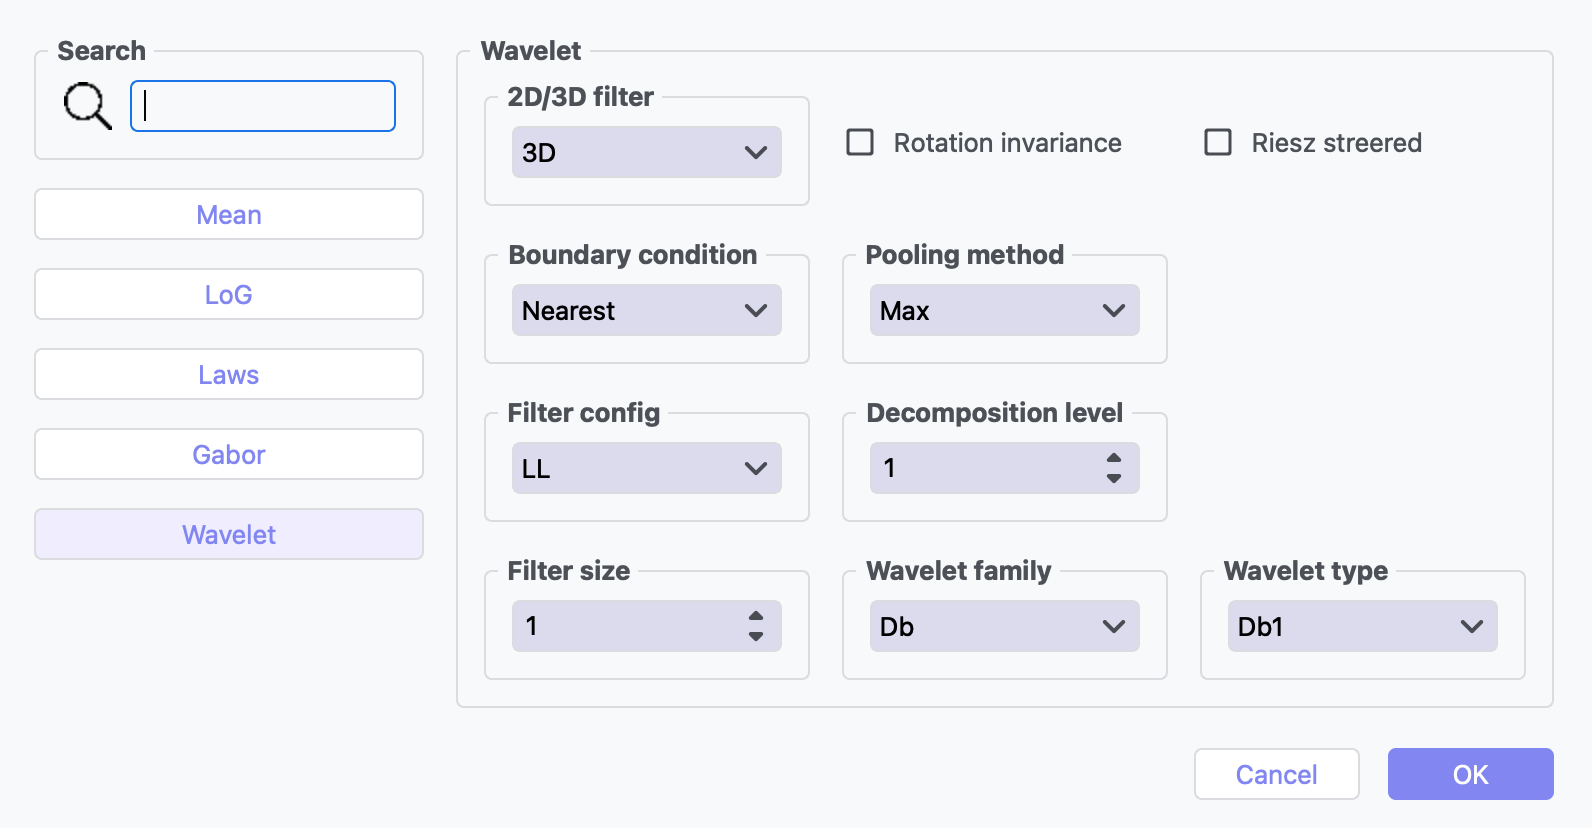 Search
Mean
LoG
Laws
Gabor
Wavelet
Wavelet
2D/3D filter
3D
Rotation invariance
Riesz streered
Boundary condition
Nearest
Pooling method
Max
Filter config
LL
Decomposition level
1
Filter size
1
Wavelet family
Db
Wavelet type
Db1
Cancel
OK